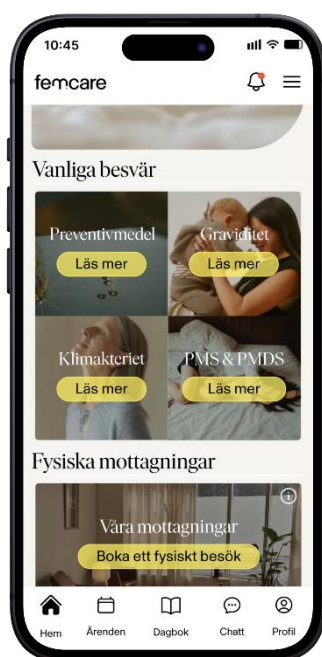 10:45
femcare
Vanliga besvär
Preventivmedel
Läs mer
Graviditet
Läs mer
Klimakteriet
Läs mer
PMS & PMDS
Läs mer
Fysiska mottagningar
Våra mottagningar
Boka ett fysiskt besök
Hem
Ärenden
Dagbok
Chatt
Profil